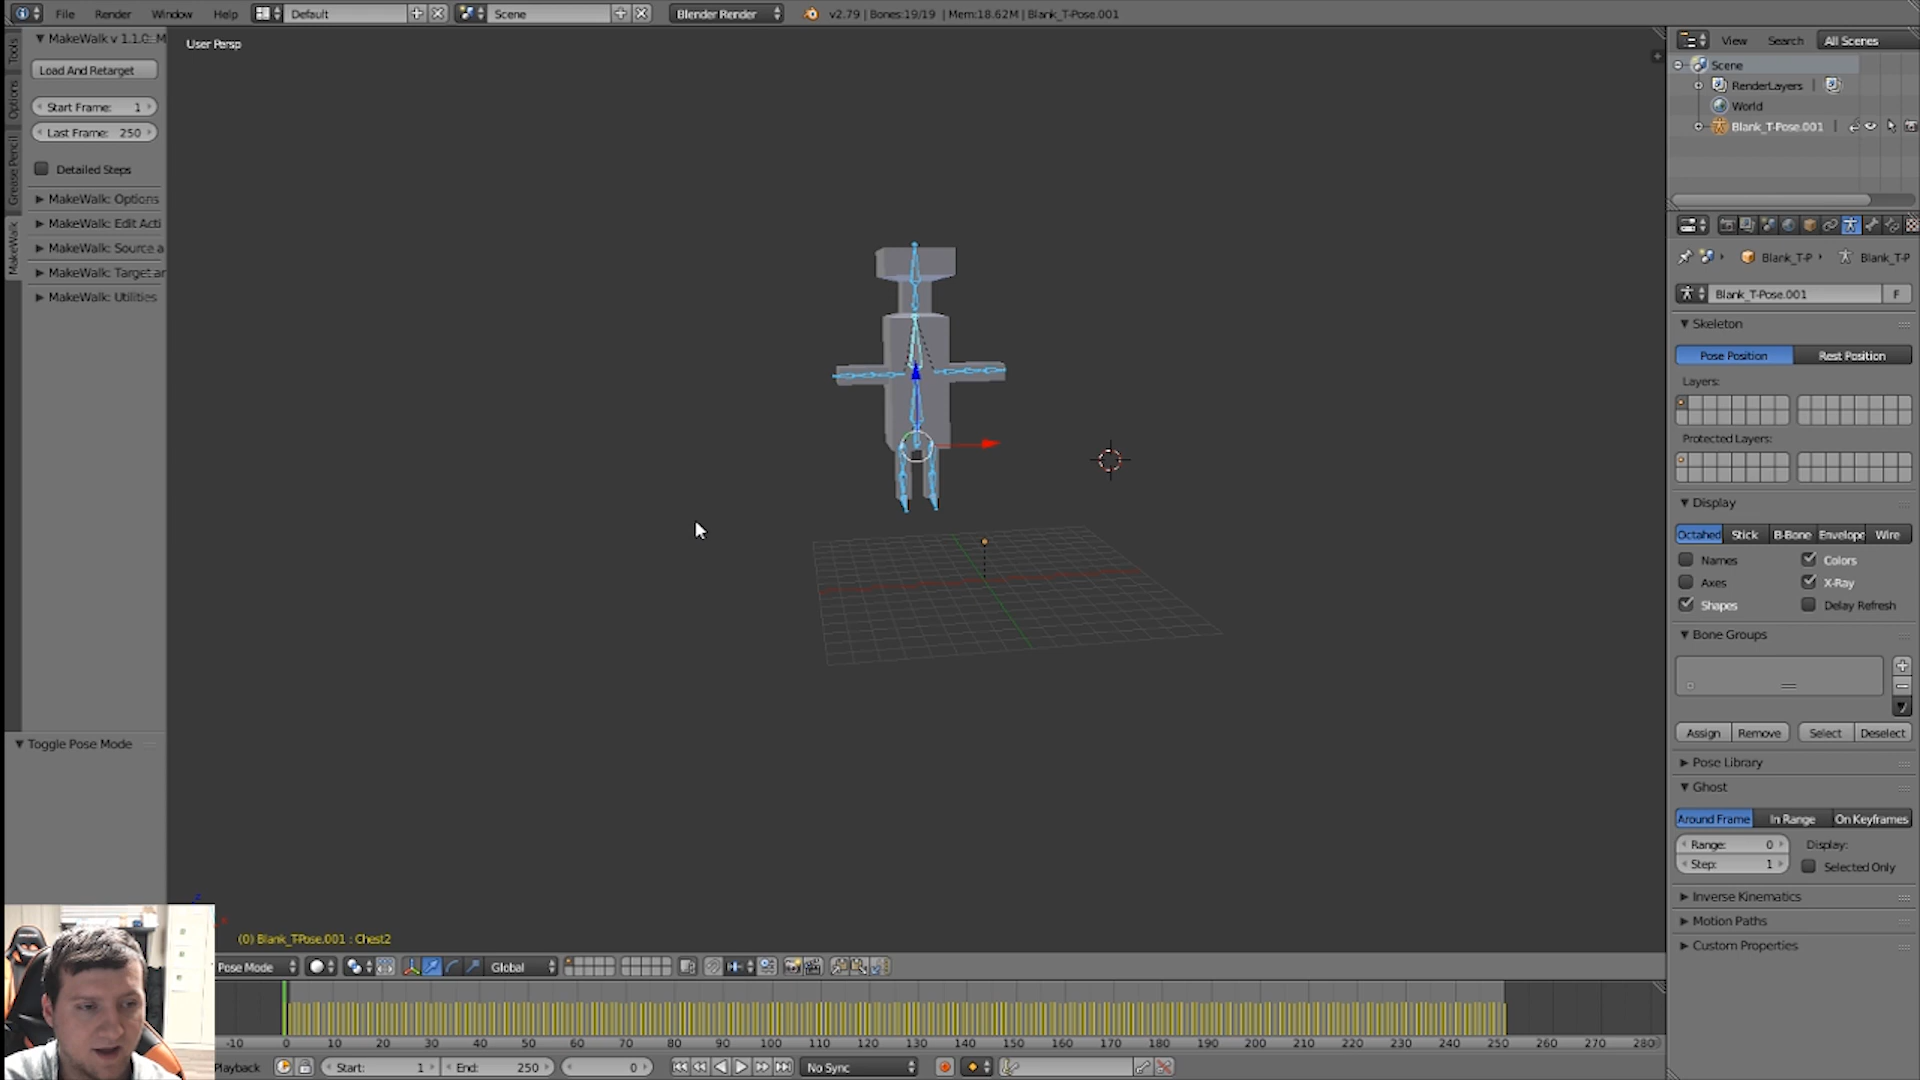 File Render Window Help Default Scene Blender Render v2.79 | Bones:19/19 | Mem:18.62M | Blank_T-Pose.001
MakeWalk v 1.1.0: M
Load And Retarget
Start Frame: 1
Last Frame: 250
Detailed Steps
MakeWalk: Options
MakeWalk: Edit Acti
MakeWalk: Source a
MakeWalk: Target ar
MakeWalk: Utilities
Tools
Options
Grease Pencil
MakeWalk
Toggle Pose Mode
User Persp
(0) Blank_T-Pose.001 : Chest2
Pose Mode Global
-10 0 10 20 30 40 50 60 70 80 90 100 110 120 130 140 150 160 170 180 190 200 210 220 230 240 250 260 270 280
Playback Start: 1 End: 250 0 No Sync
View Search All Scenes
Scene
RenderLayers
World
Blank_T-Pose.001
Blank_T-P Blank_T-P
Blank_T-Pose.001 F
Skeleton
Pose Position Rest Position
Layers:
Protected Layers:
Display
Octahed Stick B-Bone Envelope Wire
Names Colors
Axes X-Ray
Shapes Delay Refresh
Bone Groups
Assign Remove Select Deselect
Pose Library
Ghost
Around Frame In Range On Keyframes
Range: 0 Display:
Step: 1 Selected Only
Inverse Kinematics
Motion Paths
Custom Properties